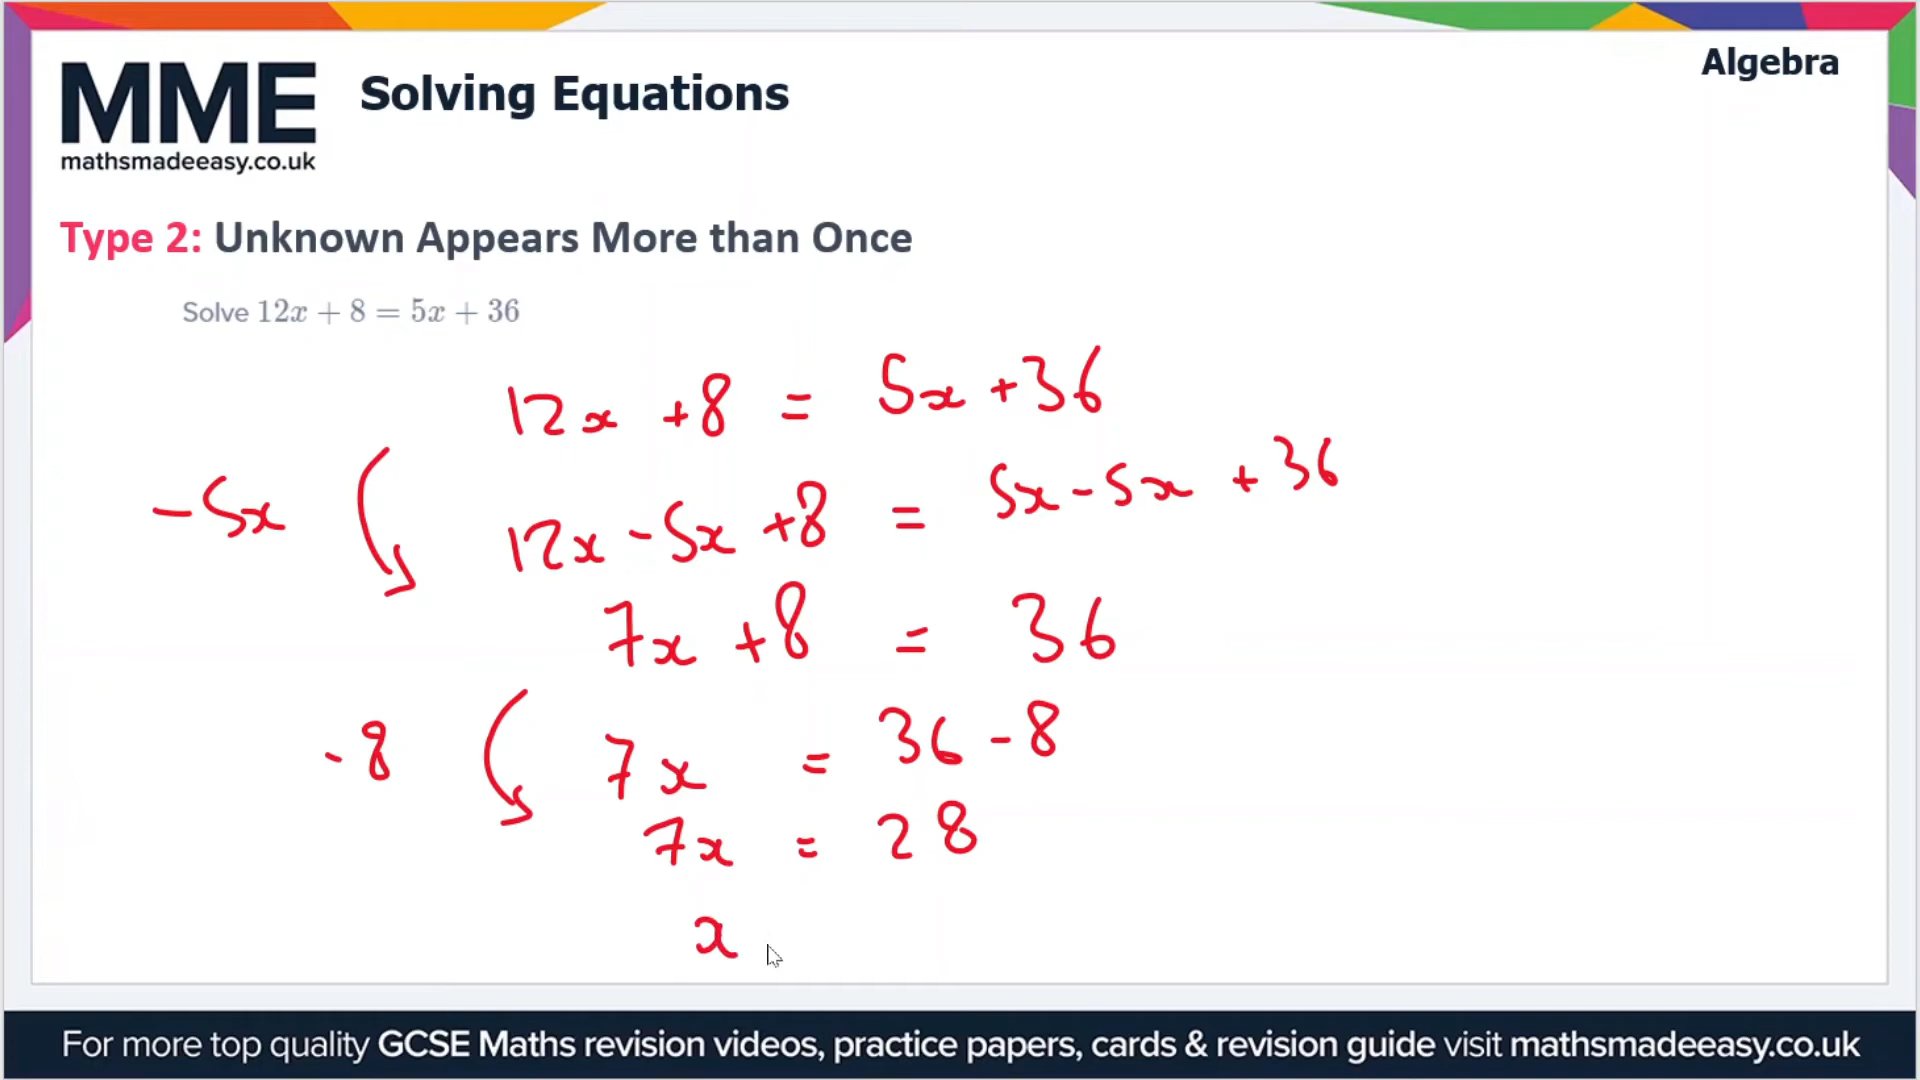 MME
mathsmadeeasy.co.uk
Solving Equations
Algebra
Type 2: Unknown Appears More than Once
Solve 12x + 8 = 5x + 36
12x +8 = 5x +36
-5x
12x -5x +8 = 5x -5x +36
7x +8 = 36
-8
7x = 36 -8
7x = 28
x
For more top quality GCSE Maths revision videos, practice papers, cards & revision guide visit mathsmadeeasy.co.uk